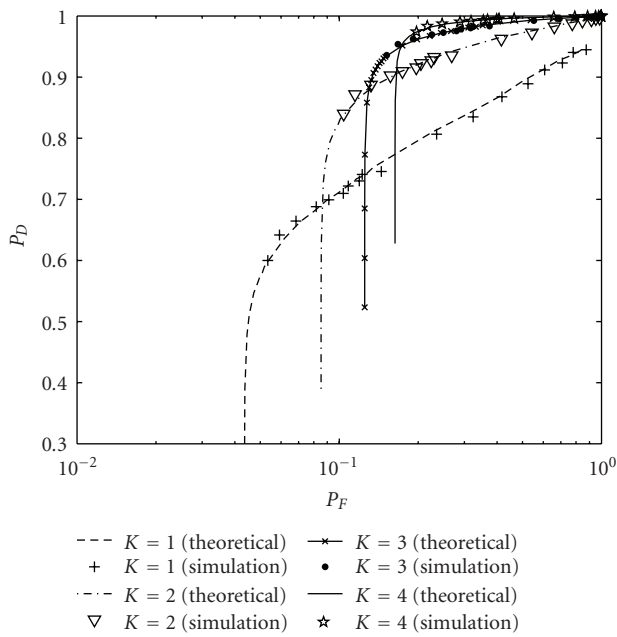 1
0.9
0.8
0.7
0.6
0.5
0.4
0.3
P_D
10^−2
10^−1
10^0
P_F
K = 1 (theoretical)
K = 1 (simulation)
K = 2 (theoretical)
K = 2 (simulation)
K = 3 (theoretical)
K = 3 (simulation)
K = 4 (theoretical)
K = 4 (simulation)